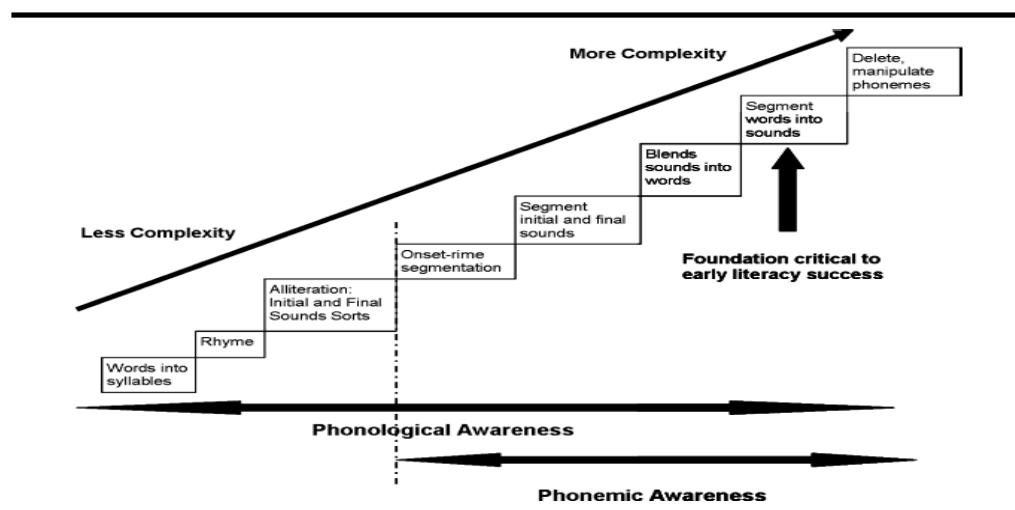 More Complexity
Delete,
manipulate
phonemes
Segment
words into
sounds
Blends
sounds into
words
Segment
initial and final
sounds
Less Complexity
Onset-rime
segmentation
Foundation critical to
early literacy success
Alliteration:
Initial and Final
Sounds Sorts
Rhyme
Words into
syllables
Phonological Awareness
Phonemic Awareness